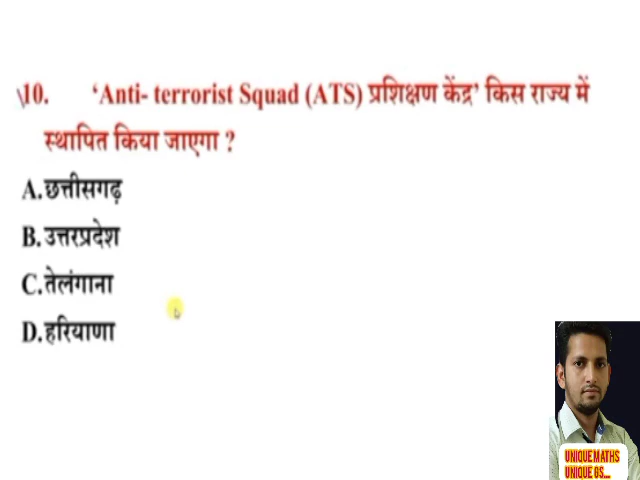 10. ‘Anti- terrorist Squad (ATS) प्रशिक्षण केंद्र’ किस राज्य में
स्थापित किया जाएगा ?
A.छत्तीसगढ़
B.उत्तरप्रदेश
C.तेलंगाना
D.हरियाणा
UNIQUE MATHS
UNIQUE GS...